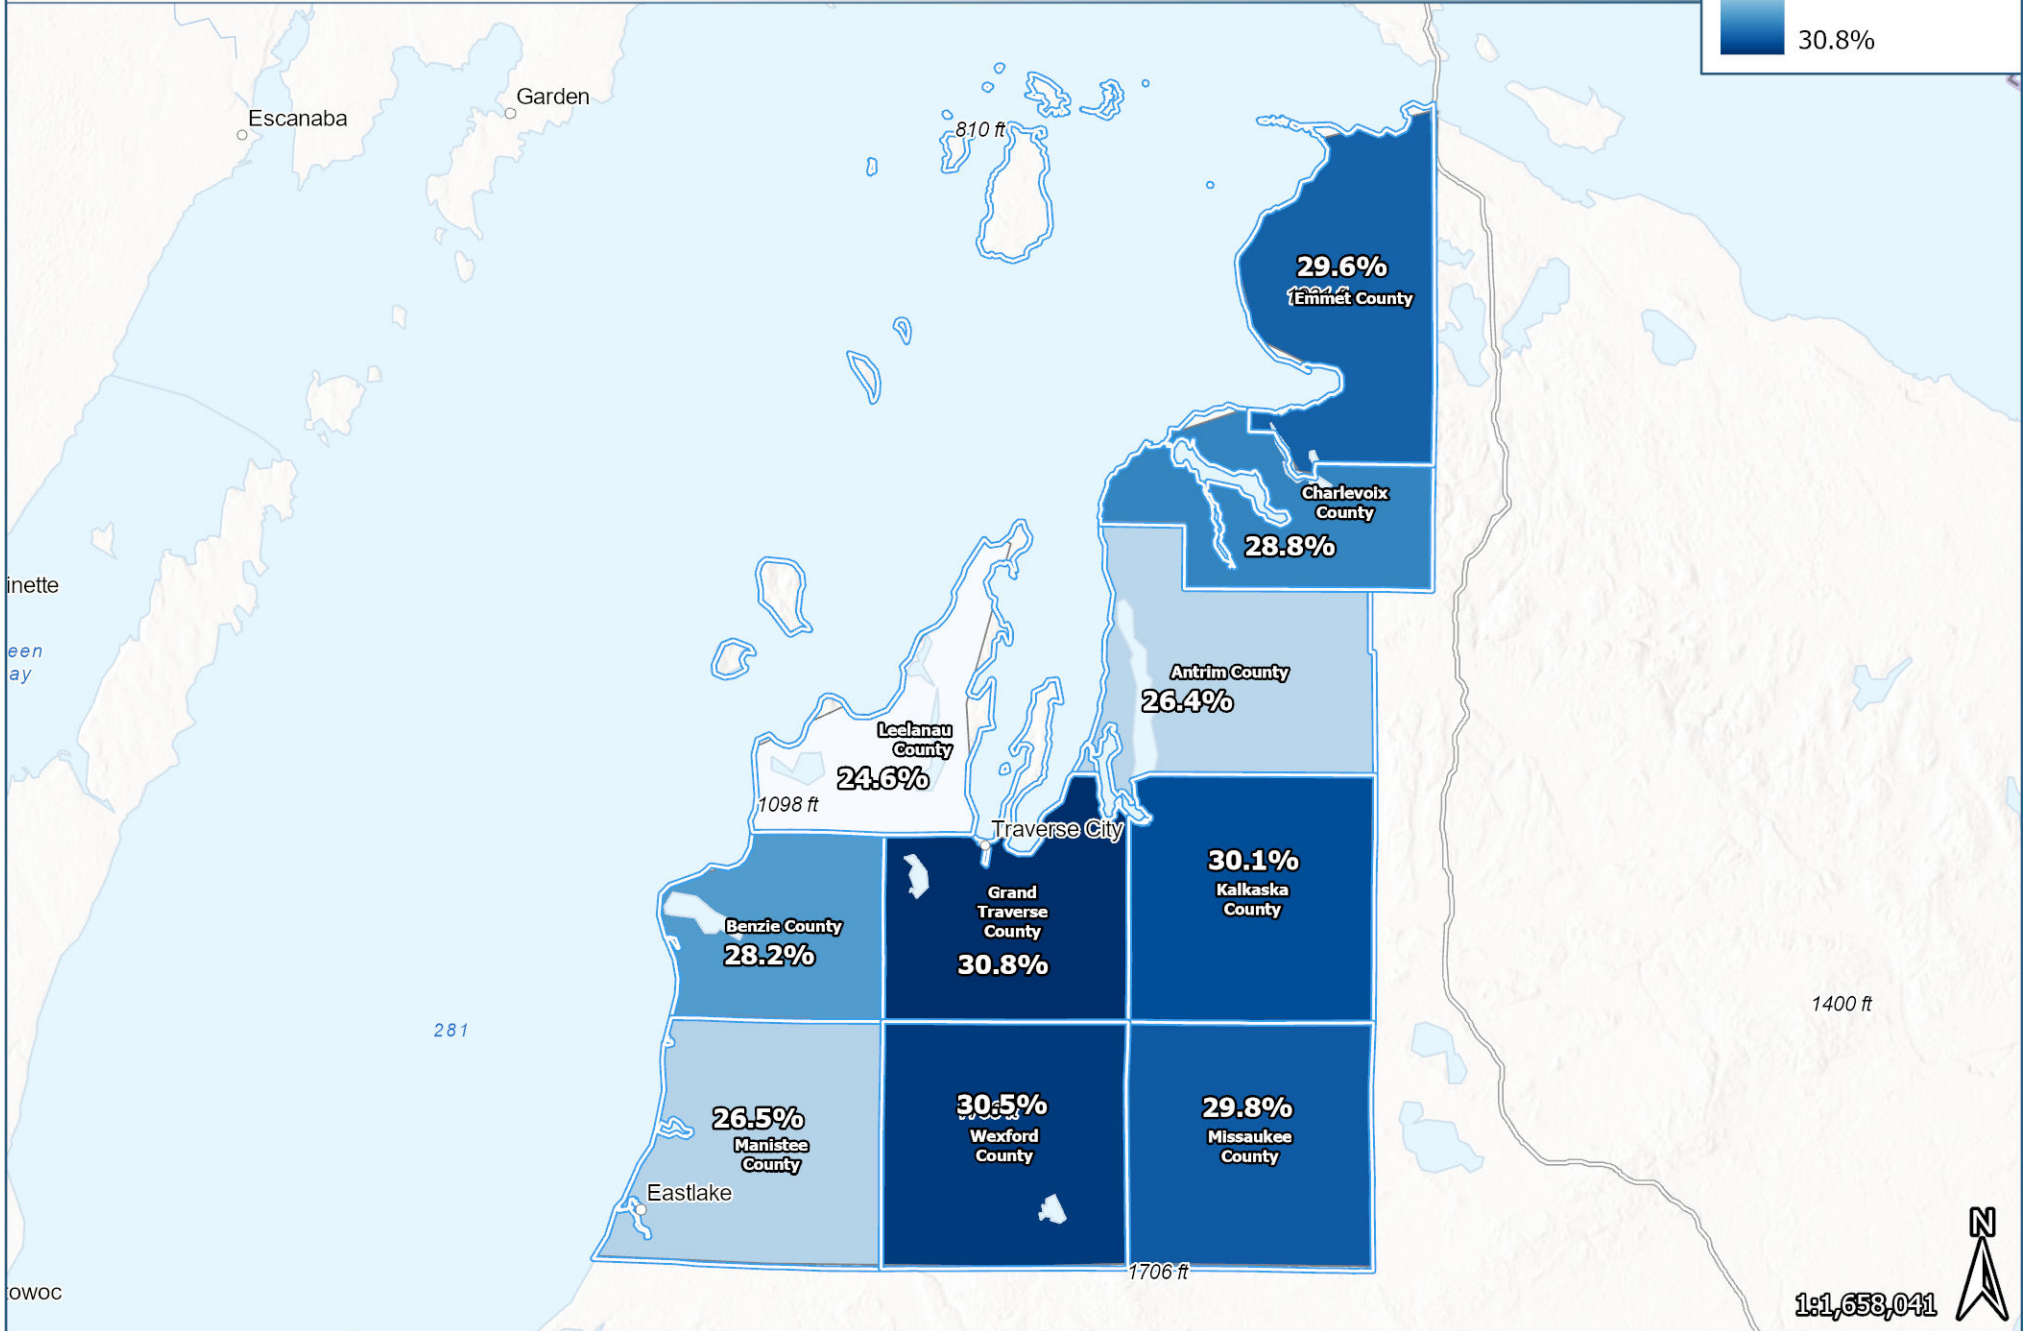 30.8%
Garden
Escanaba
810 ft
29.6%
Emmet County
Charlevoix
County
28.8%
inette
een
ay
Antrim County
26.4%
Leelanau
County
24.6%
1098 ft
Traverse City
30.1%
Kalkaska
County
Grand
Traverse
County
30.8%
Benzie County
28.2%
1400 ft
281
26.5%
Manistee
County
30.5%
Wexford
County
29.8%
Missaukee
County
Eastlake
N
1706 ft
owoc
1:1,658,041